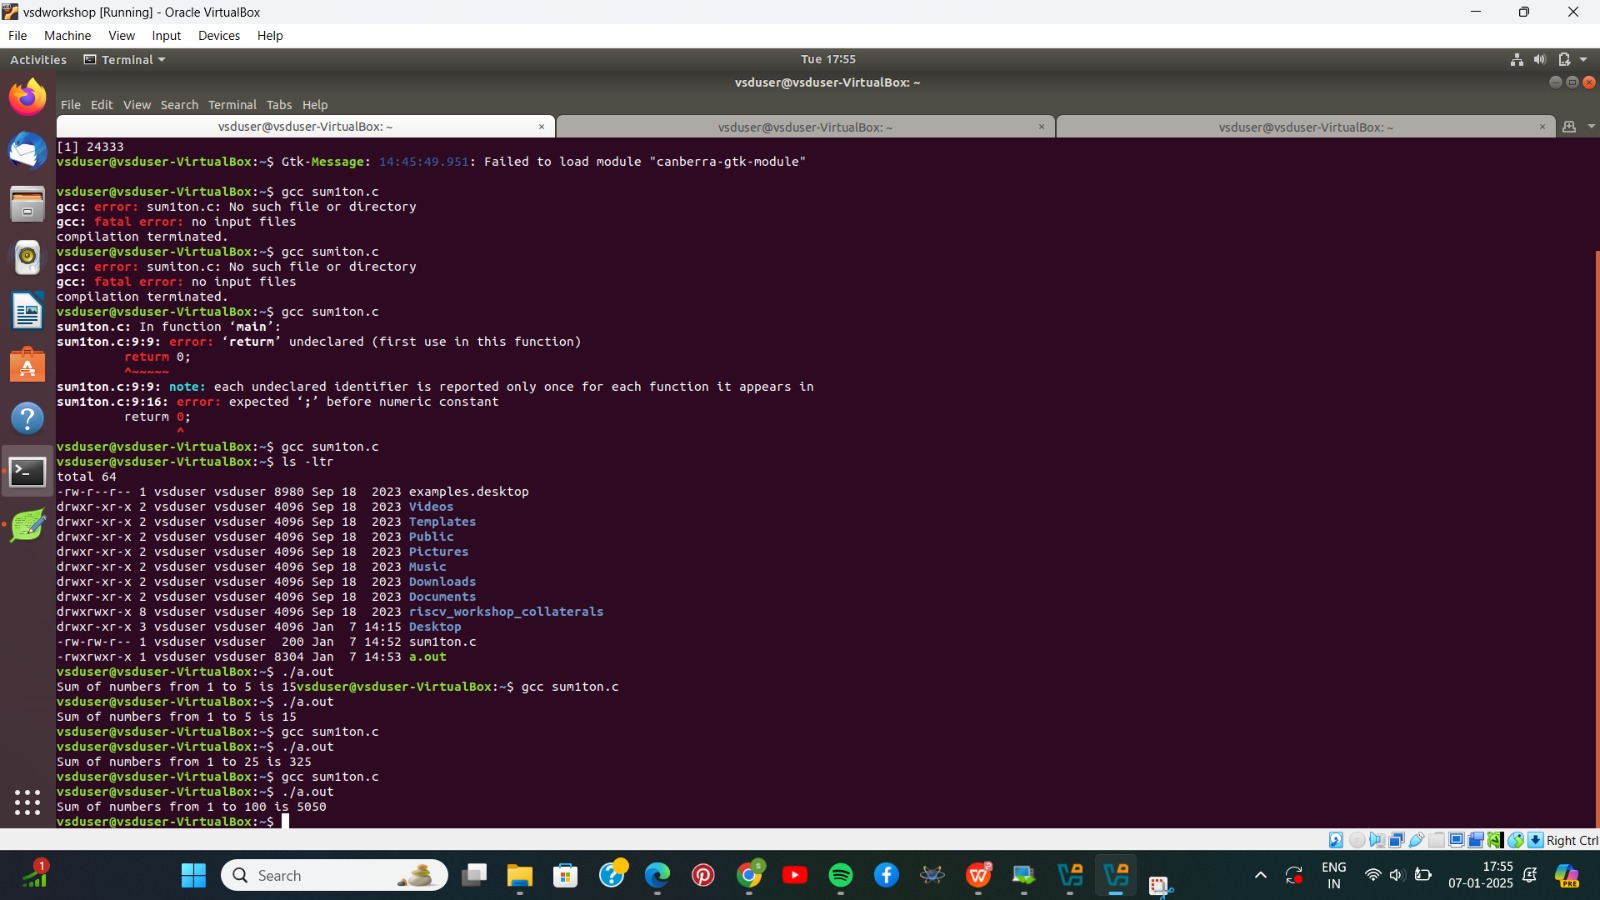 vsdworkshop [Running] - Oracle VirtualBox
File Machine View Input Devices Help
Activities Terminal Tue 17:55
vsduser@vsduser-VirtualBox: ~
File Edit View Search Terminal Tabs Help
vsduser@vsduser-VirtualBox: ~ × vsduser@vsduser-VirtualBox: ~ × vsduser@vsduser-VirtualBox: ~ ×
[1] 24333
vsduser@vsduser-VirtualBox:~$ Gtk-Message: 14:45:49.951: Failed to load module "canberra-gtk-module"
vsduser@vsduser-VirtualBox:~$ gcc sum1ton.c
gcc: error: sum1ton.c: No such file or directory
gcc: fatal error: no input files
compilation terminated.
vsduser@vsduser-VirtualBox:~$ gcc sumiton.c
gcc: error: sumiton.c: No such file or directory
gcc: fatal error: no input files
compilation terminated.
vsduser@vsduser-VirtualBox:~$ gcc sum1ton.c
sum1ton.c: In function ‘main’:
sum1ton.c:9:9: error: ‘returm’ undeclared (first use in this function)
returm 0;
^~~~~~
sum1ton.c:9:9: note: each undeclared identifier is reported only once for each function it appears in
sum1ton.c:9:16: error: expected ‘;’ before numeric constant
returm 0;
^
vsduser@vsduser-VirtualBox:~$ gcc sum1ton.c
vsduser@vsduser-VirtualBox:~$ ls -ltr
total 64
-rw-r--r-- 1 vsduser vsduser 8980 Sep 18  2023 examples.desktop
drwxr-xr-x 2 vsduser vsduser 4096 Sep 18  2023 Videos
drwxr-xr-x 2 vsduser vsduser 4096 Sep 18  2023 Templates
drwxr-xr-x 2 vsduser vsduser 4096 Sep 18  2023 Public
drwxr-xr-x 2 vsduser vsduser 4096 Sep 18  2023 Pictures
drwxr-xr-x 2 vsduser vsduser 4096 Sep 18  2023 Music
drwxr-xr-x 2 vsduser vsduser 4096 Sep 18  2023 Downloads
drwxr-xr-x 2 vsduser vsduser 4096 Sep 18  2023 Documents
drwxrwxr-x 8 vsduser vsduser 4096 Sep 18  2023 riscv_workshop_collaterals
drwxr-xr-x 3 vsduser vsduser 4096 Jan  7 14:15 Desktop
-rw-rw-r-- 1 vsduser vsduser  200 Jan  7 14:52 sum1ton.c
-rwxrwxr-x 1 vsduser vsduser 8304 Jan  7 14:53 a.out
vsduser@vsduser-VirtualBox:~$ ./a.out
Sum of numbers from 1 to 5 is 15vsduser@vsduser-VirtualBox:~$ gcc sum1ton.c
vsduser@vsduser-VirtualBox:~$ ./a.out
Sum of numbers from 1 to 5 is 15
vsduser@vsduser-VirtualBox:~$ gcc sum1ton.c
vsduser@vsduser-VirtualBox:~$ ./a.out
Sum of numbers from 1 to 25 is 325
vsduser@vsduser-VirtualBox:~$ gcc sum1ton.c
vsduser@vsduser-VirtualBox:~$ ./a.out
Sum of numbers from 1 to 100 is 5050
vsduser@vsduser-VirtualBox:~$
Right Ctrl
1 Search ENG 17:55
IN 07-01-2025 PRE